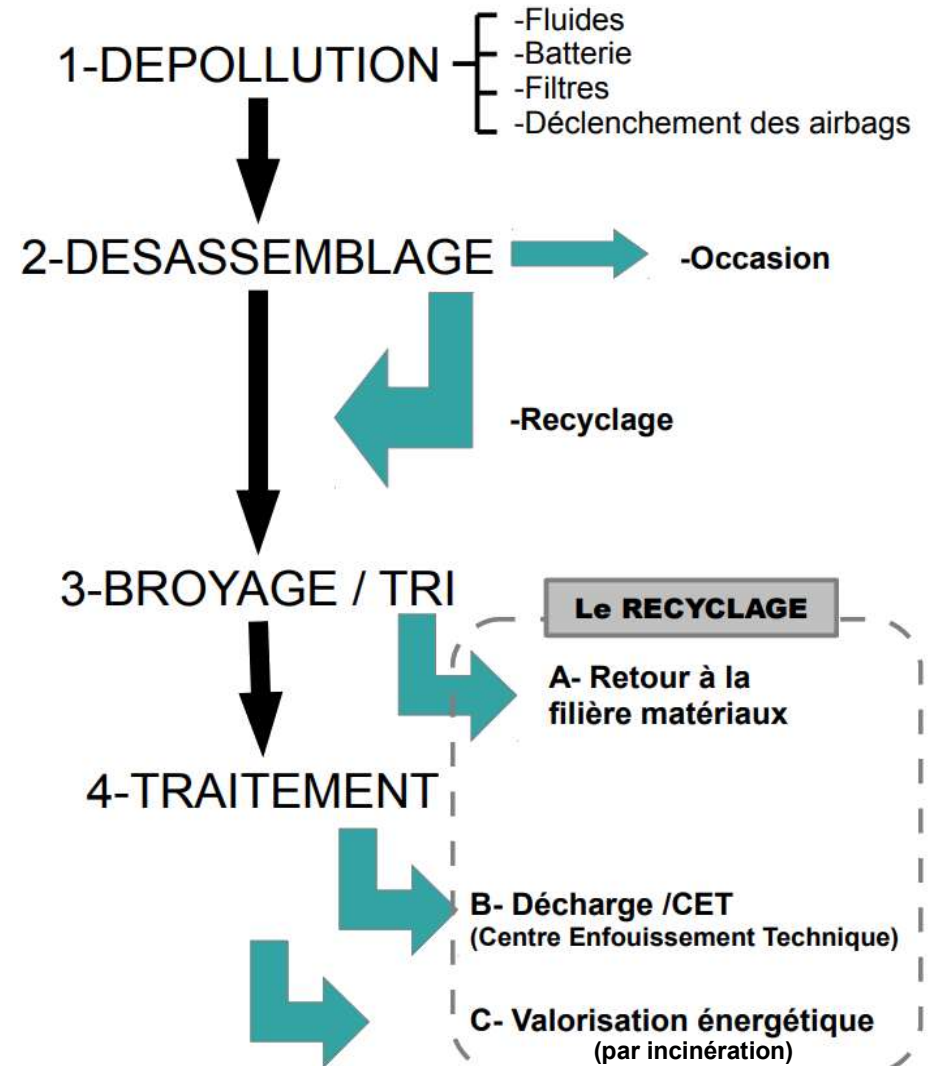 1-DEPOLLUTION
-Fluides
-Batterie
-Filtres
-Déclenchement des airbags
2-DESASSEMBLAGE
-Occasion
-Recyclage
3-BROYAGE / TRI
Le RECYCLAGE
A- Retour à la
filière matériaux
4-TRAITEMENT
B- Décharge /CET
(Centre Enfouissement Technique)
C- Valorisation énergétique
(par incinération)